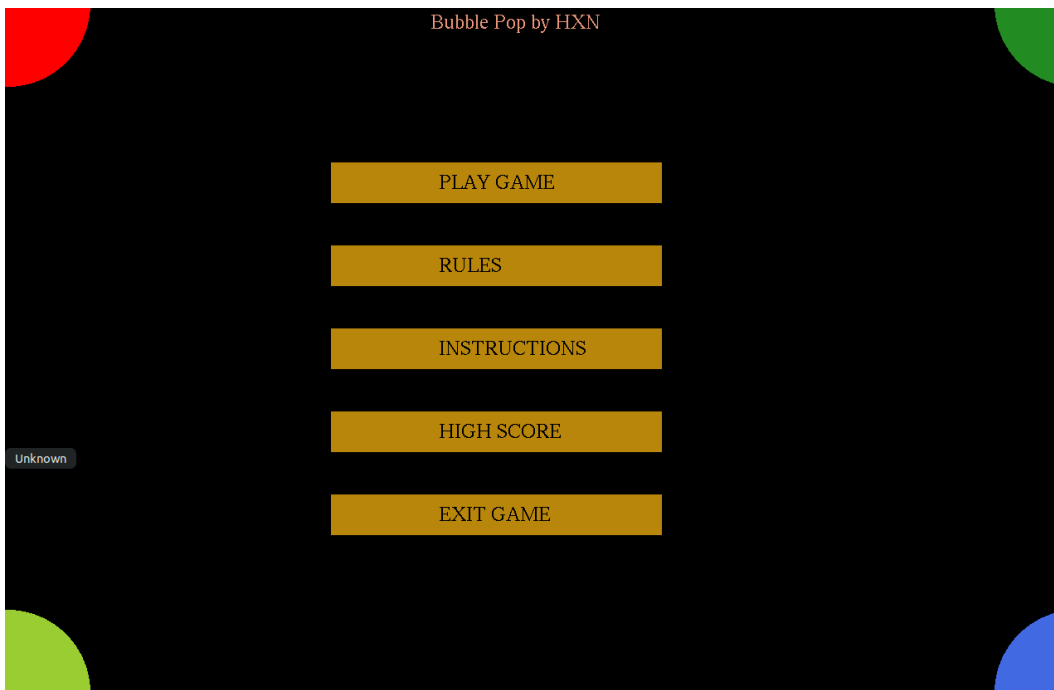 Bubble Pop by HXN
PLAY GAME
RULES
INSTRUCTIONS
HIGH SCORE
Unknown
EXIT GAME